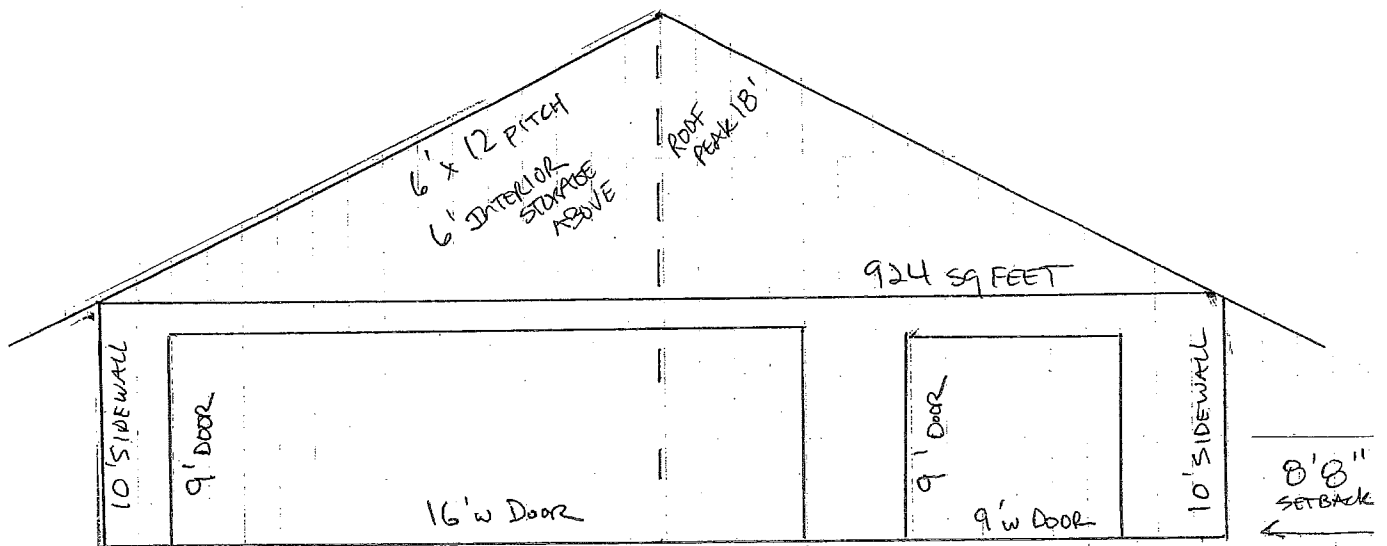 6' x 12 PITCH
6' INTERIOR
STORAGE
ABOVE
ROOF
PEAK 18'
924 SQ FEET
10' SIDEWALL
9' DOOR
16'W DOOR
9' DOOR
9'W DOOR
10' SIDEWALL
8'8"
SETBACK